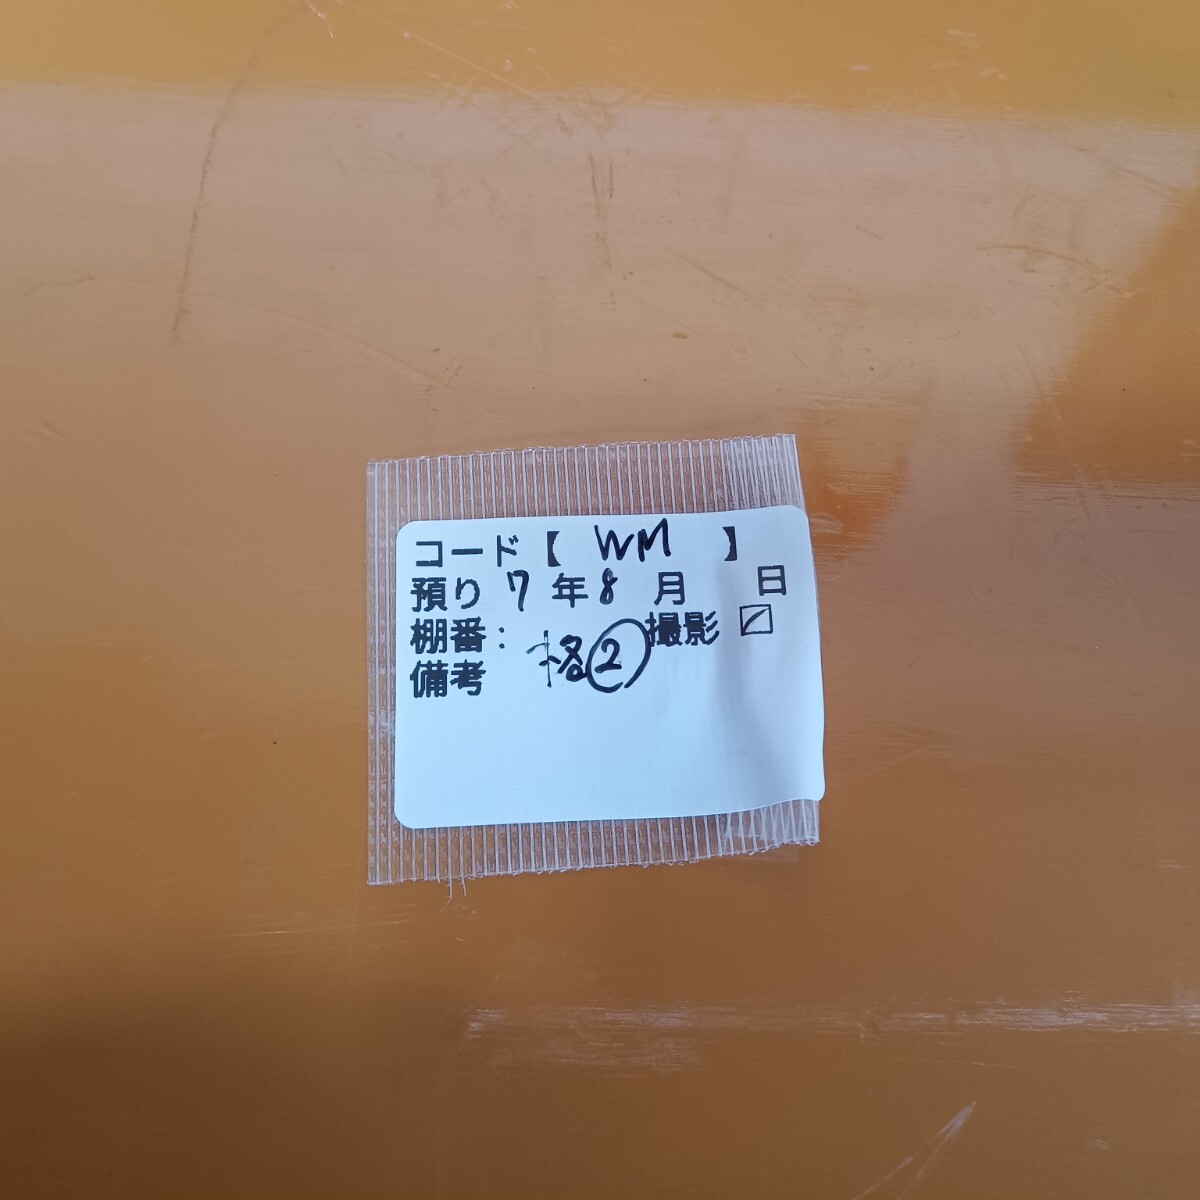 コード【 WM 】
預り 7 年 8 月 日
棚番: 格② 撮影 ☑
備考